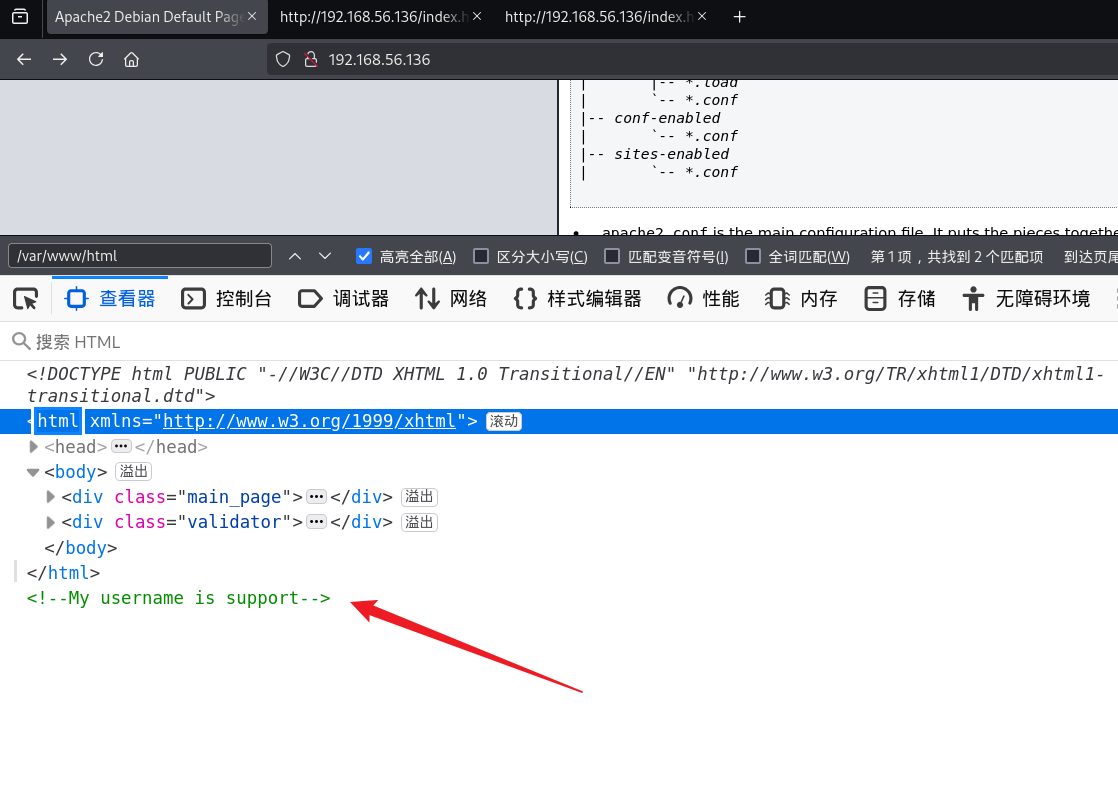 Apache2 Debian Default Pag × http://192.168.56.136/index.h × http://192.168.56.136/index.h × +
192.168.56.136
|       |-- *.load
|       `-- *.conf
|-- conf-enabled
|       `-- *.conf
|-- sites-enabled
|       `-- *.conf
• apache2.conf is the main configuration file. It puts the pieces togethe
/var/www/html 高亮全部(A) 区分大小写(C) 匹配变音符号(I) 全词匹配(W) 第 1 项，共找到 2 个匹配项 到达页尾
查看器 控制台 调试器 网络 样式编辑器 性能 内存 存储 无障碍环境
搜索 HTML
<!DOCTYPE html PUBLIC "-//W3C//DTD XHTML 1.0 Transitional//EN" "http://www.w3.org/TR/xhtml1/DTD/xhtml1-
transitional.dtd">
<html xmlns="http://www.w3.org/1999/xhtml"> 滚动
<head>•••</head>
<body> 溢出
<div class="main_page">•••</div> 溢出
<div class="validator">•••</div> 溢出
</body>
</html>
<!--My username is support-->